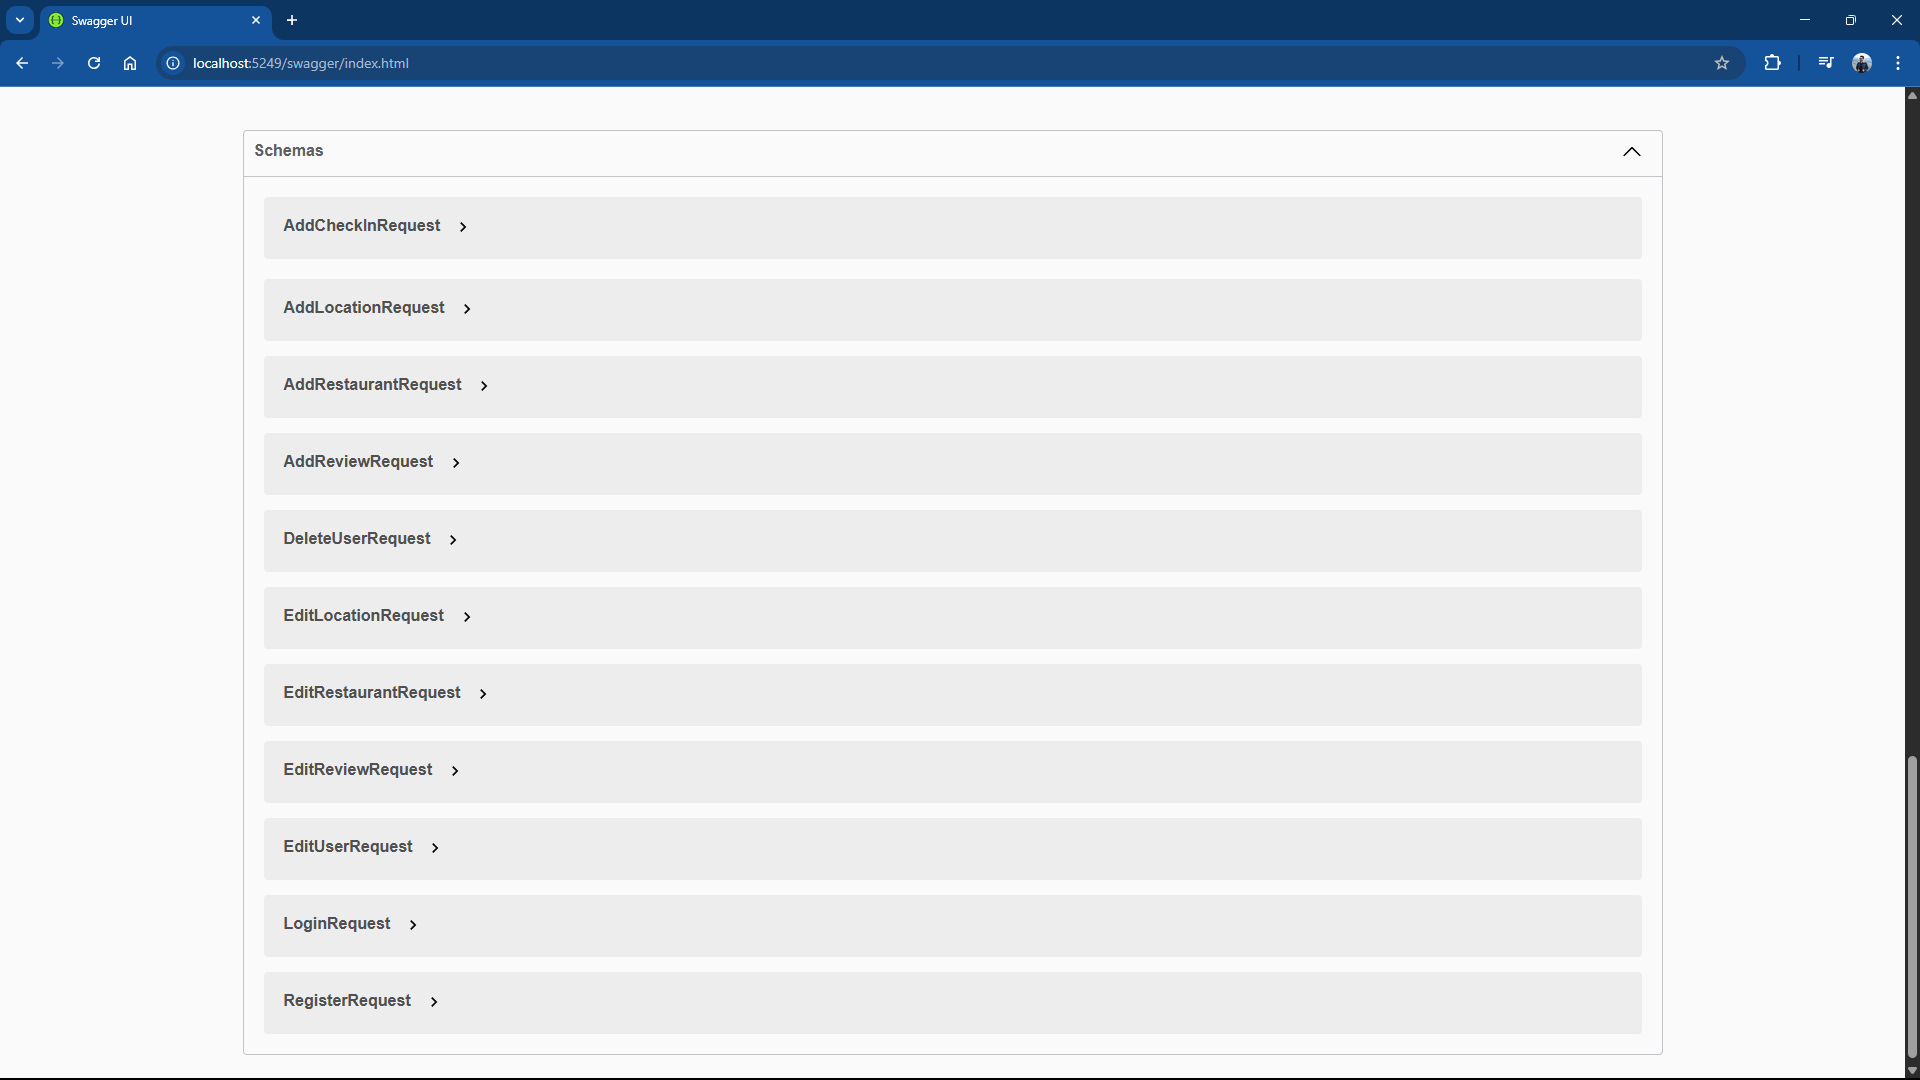 Swagger UI
localhost:5249/swagger/index.html
Schemas
AddCheckInRequest
AddLocationRequest
AddRestaurantRequest
AddReviewRequest
DeleteUserRequest
EditLocationRequest
EditRestaurantRequest
EditReviewRequest
EditUserRequest
LoginRequest
RegisterRequest